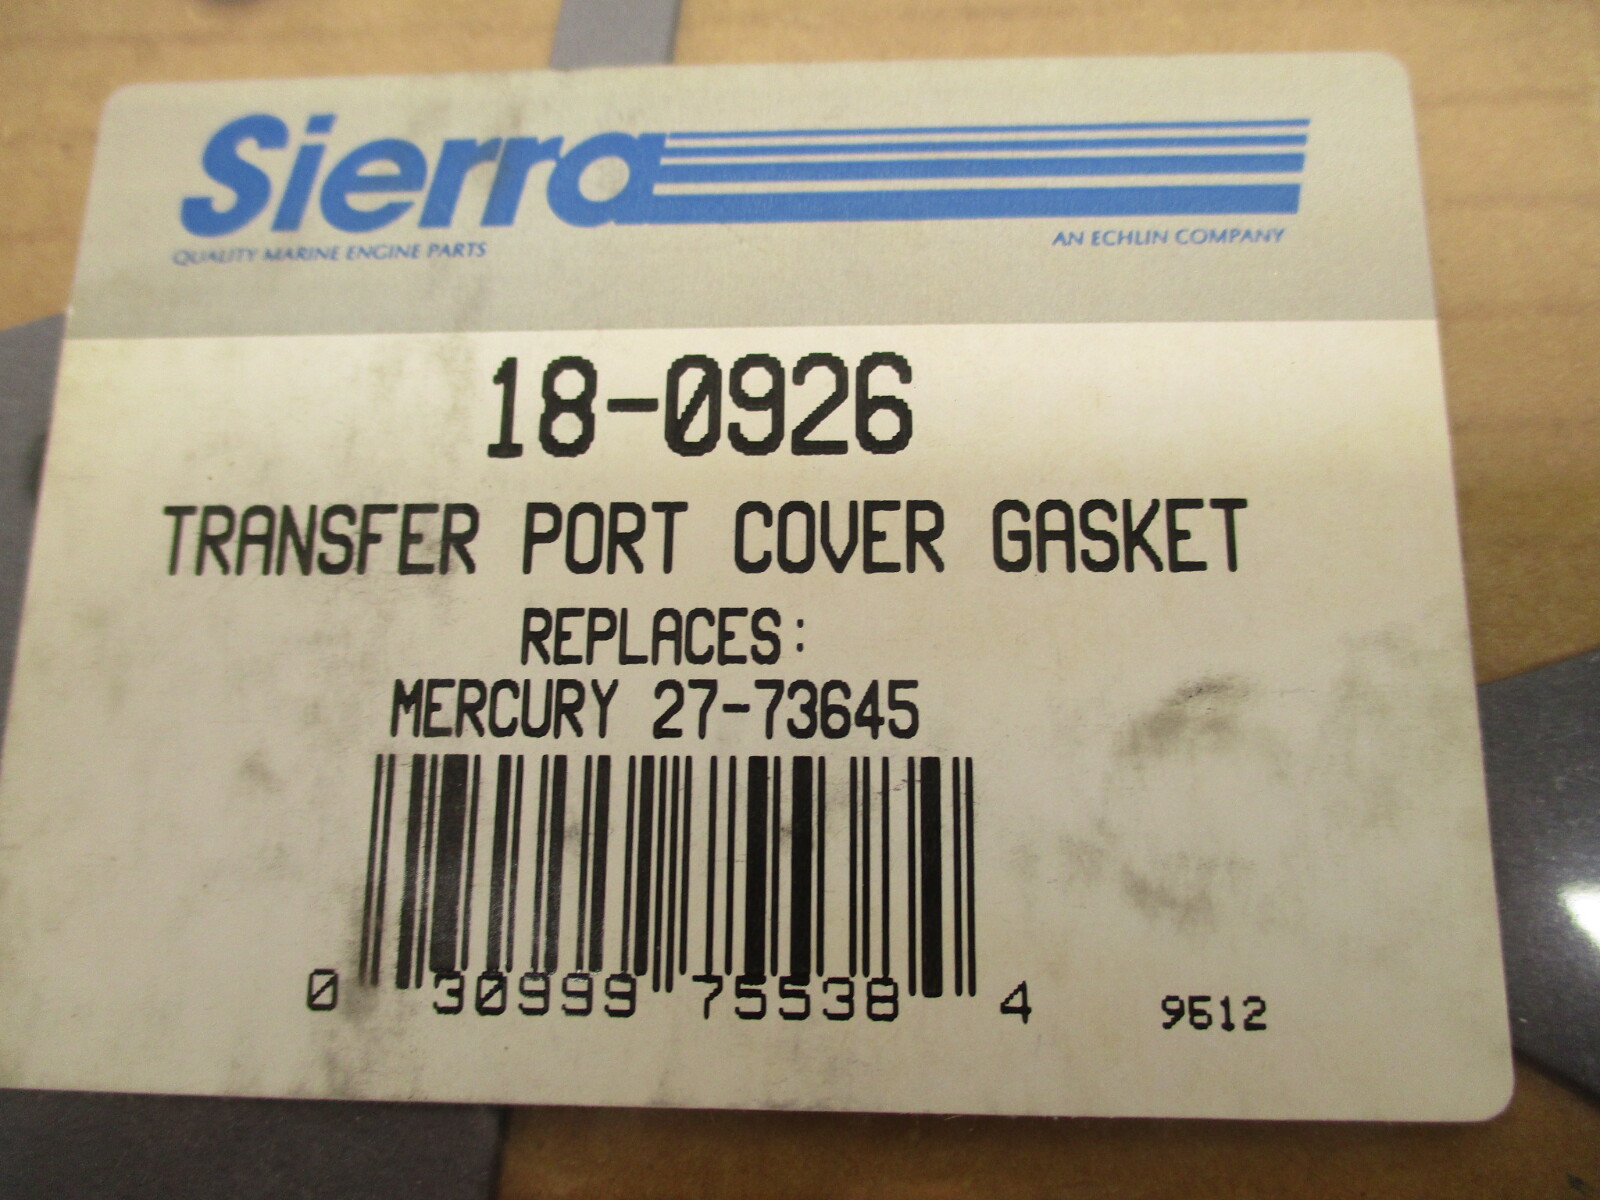 Sierra
QUALITY MARINE ENGINE PARTS
AN ECHLIN COMPANY
18-0926
TRANSFER PORT COVER GASKET
REPLACES:
MERCURY 27-73645
0 30999 75538 4
9612